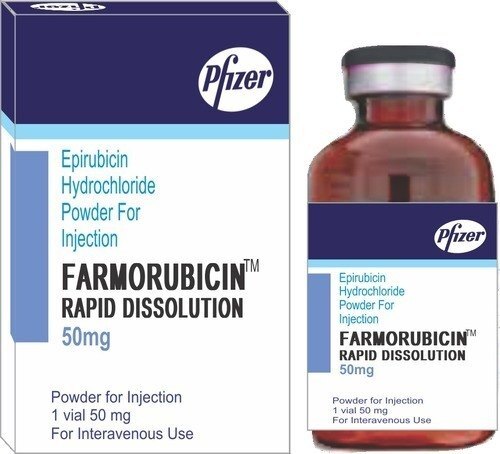 Pfizer
Epirubicin
Hydrochloride
Powder For
Injection
FARMORUBICIN™
RAPID DISSOLUTION
50mg
Powder for Injection
1 vial 50 mg
For Interavenous Use
Pfizer
Epirubicin
Hydrochloride
Powder For
Injection
FARMORUBICIN™
RAPID DISSOLUTION
50mg
Powder for Injection
1 vial 50 mg
For Interavenous Use